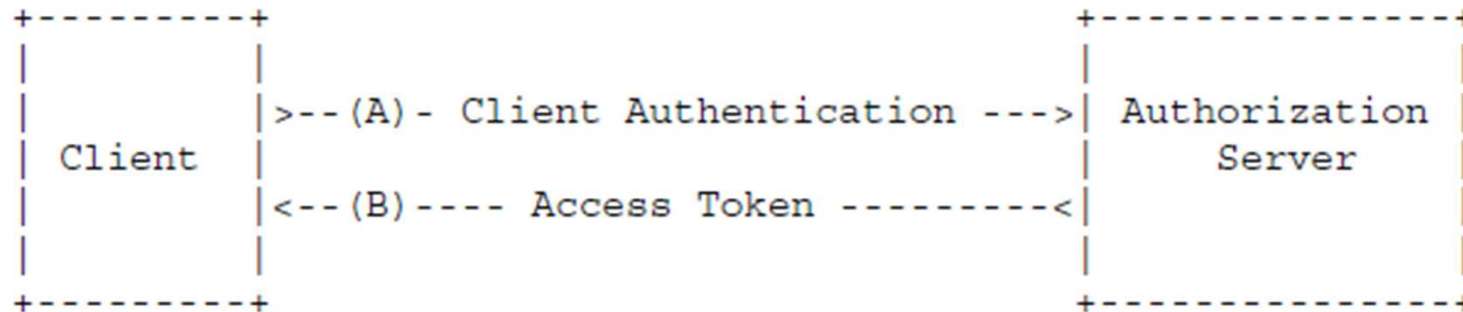 +---------+                                  +---------------+
|         |                                  |               |
|         |>--(A)- Client Authentication --->| Authorization |
| Client  |                                  |     Server    |
|         |<--(B)---- Access Token ---------<|               |
|         |                                  |               |
+---------+                                  +---------------+